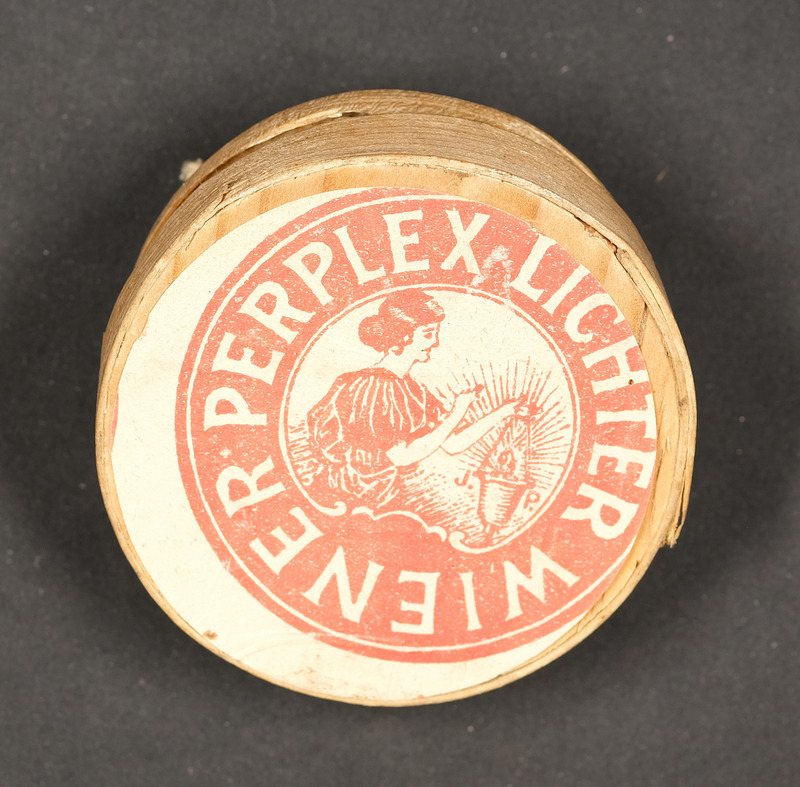 WIENER PERPLEX LICHTER
J. P.